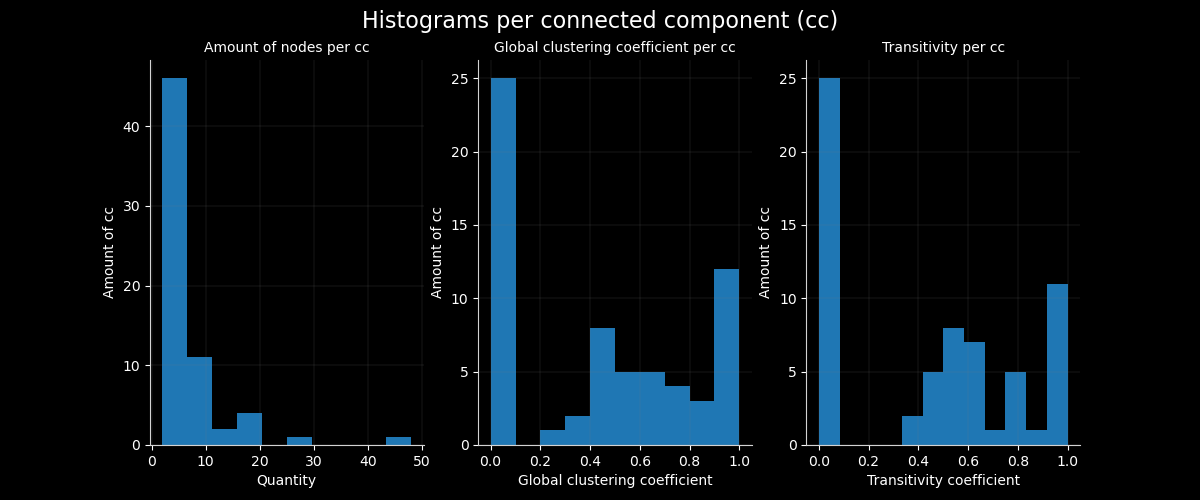 Histograms per connected component (cc)
Amount of nodes per cc
Global clustering coefficient per cc
Transitivity per cc
Amount of cc
40
30
20
10
0
0 10 20 30 40 50
Quantity
Amount of cc
25
20
15
10
5
0
0.0 0.2 0.4 0.6 0.8 1.0
Global clustering coefficient
Amount of cc
25
20
15
10
5
0
0.0 0.2 0.4 0.6 0.8 1.0
Transitivity coefficient